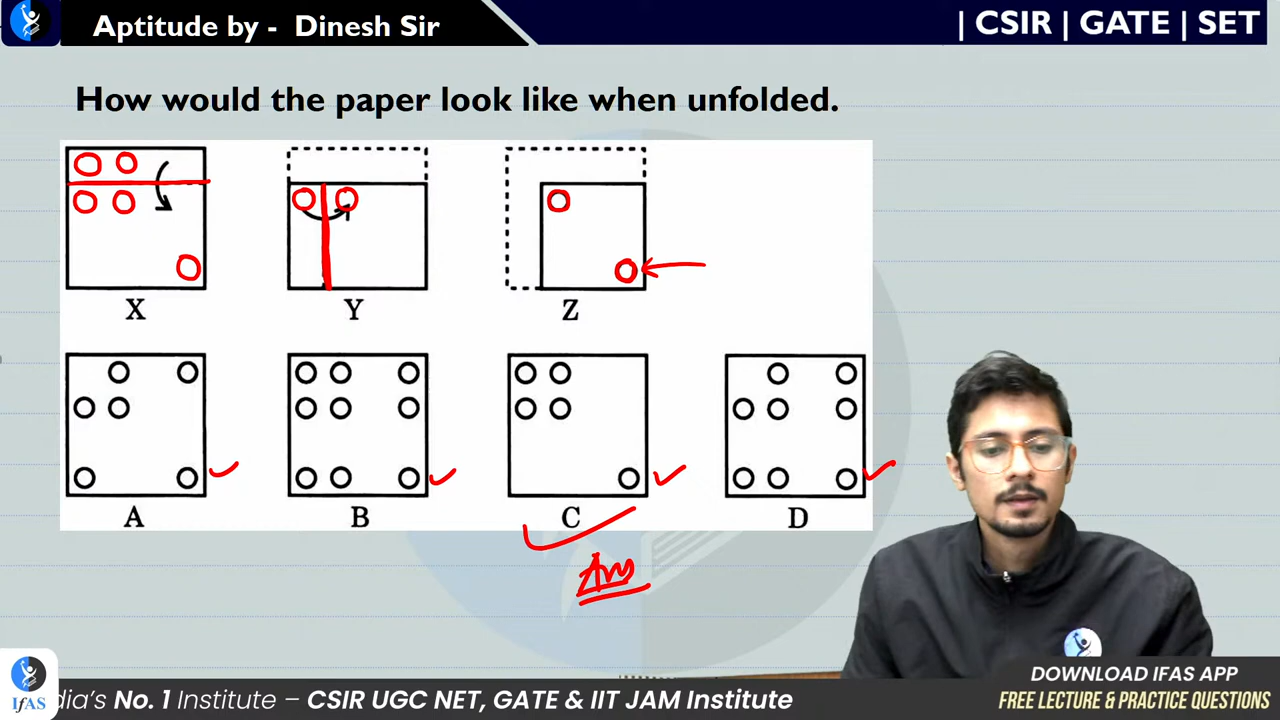 Aptitude by - Dinesh Sir
| CSIR | GATE | SET
How would the paper look like when unfolded.
X Y Z
A B C D
Ans
IfAS
dia's No. 1 Institute – CSIR UGC NET, GATE & IIT JAM Institute
DOWNLOAD IFAS APP
FREE LECTURE & PRACTICE QUESTIONS